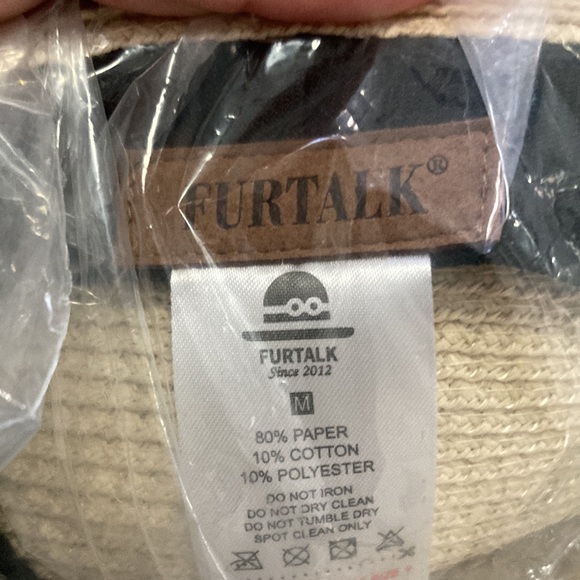 FURTALK®
FURTALK
Since 2012
M
80% PAPER
10% COTTON
10% POLYESTER
DO NOT IRON
DO NOT DRY CLEAN
DO NOT TUMBLE DRY
SPOT CLEAN ONLY